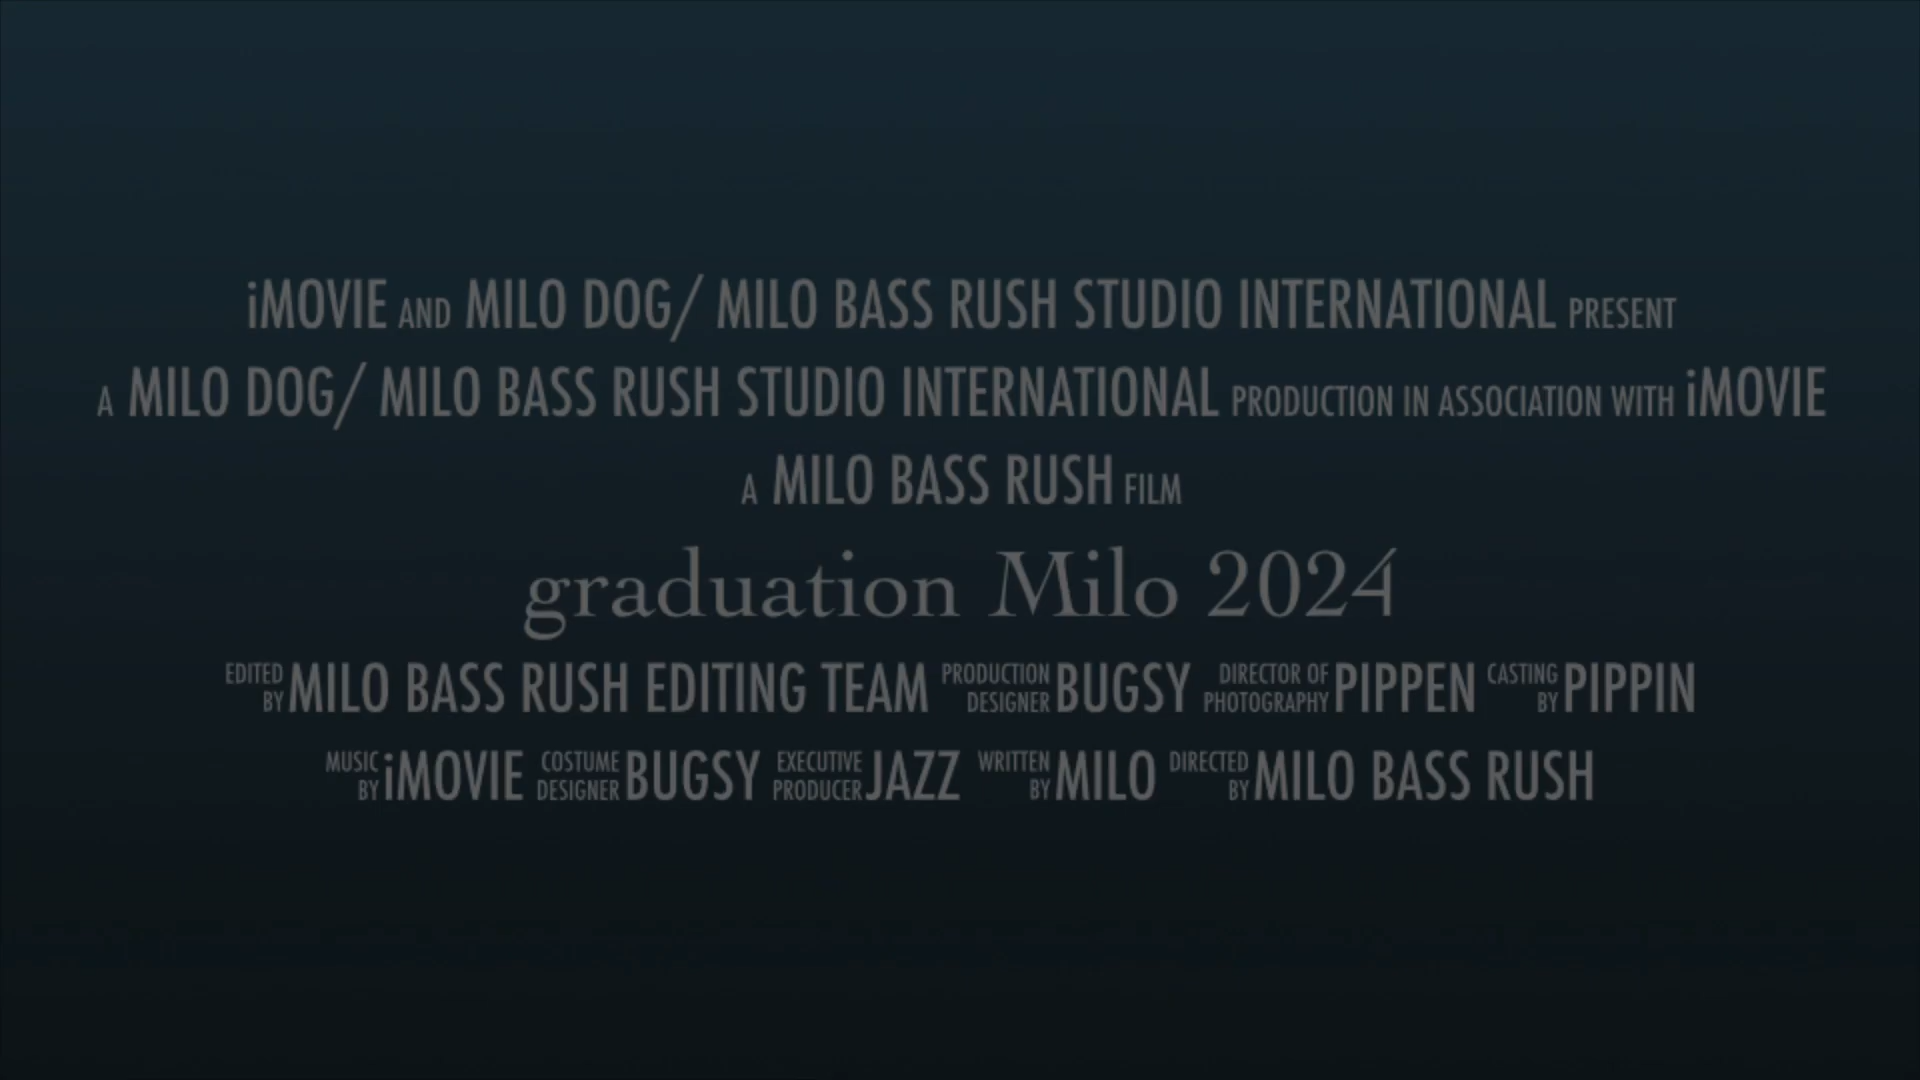 iMOVIE AND MILO DOG/ MILO BASS RUSH STUDIO INTERNATIONAL PRESENT
A MILO DOG/ MILO BASS RUSH STUDIO INTERNATIONAL PRODUCTION IN ASSOCIATION WITH iMOVIE
A MILO BASS RUSH FILM
graduation Milo 2024
EDITED BY MILO BASS RUSH EDITING TEAM PRODUCTION DESIGNER BUGSY DIRECTOR OF PHOTOGRAPHY PIPPEN CASTING BY PIPPIN
MUSIC BY iMOVIE COSTUME DESIGNER BUGSY EXECUTIVE PRODUCER JAZZ WRITTEN BY MILO DIRECTED BY MILO BASS RUSH